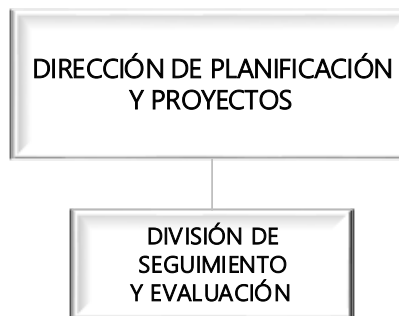 DIRECCIÓN DE PLANIFICACIÓN
Y PROYECTOS
DIVISIÓN DE
SEGUIMIENTO
Y EVALUACIÓN